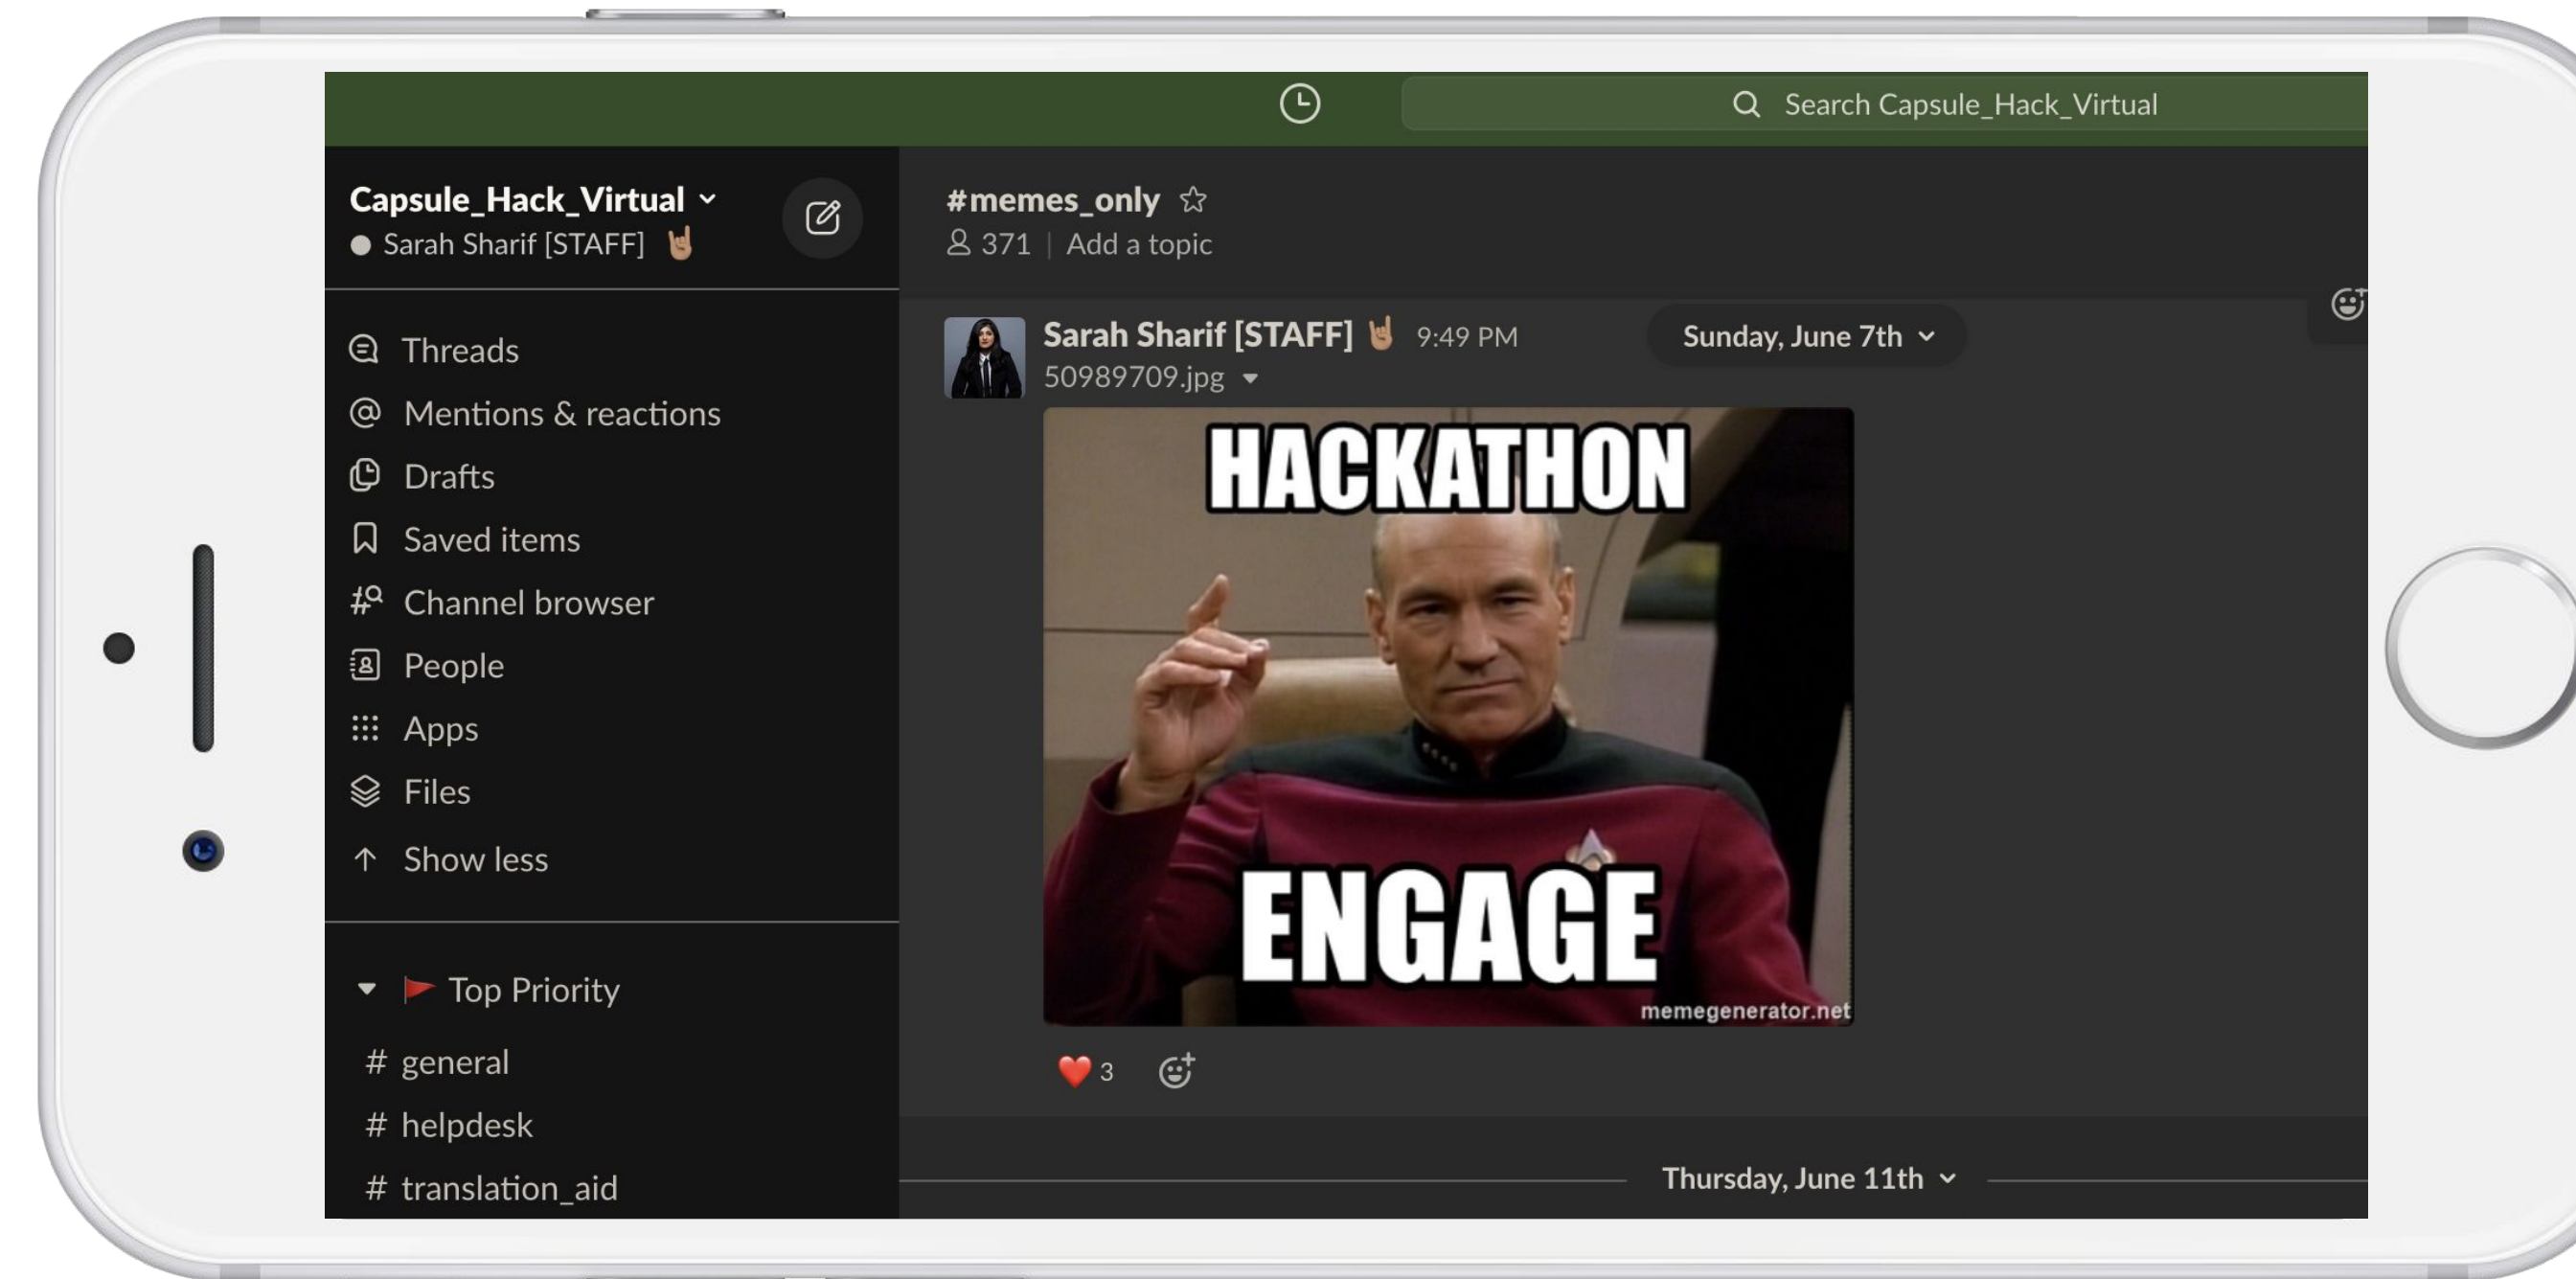 Search Capsule_Hack_Virtual
Capsule_Hack_Virtual
Sarah Sharif [STAFF]
Threads
@ Mentions & reactions
Drafts
Saved items
Channel browser
People
Apps
Files
Show less
Top Priority
# general
# helpdesk
# translation_aid
#memes_only
371 | Add a topic
Sarah Sharif [STAFF] 9:49 PM
Sunday, June 7th
50989709.jpg
HACKATHON
ENGAGE
memegenerator.net
3
Thursday, June 11th